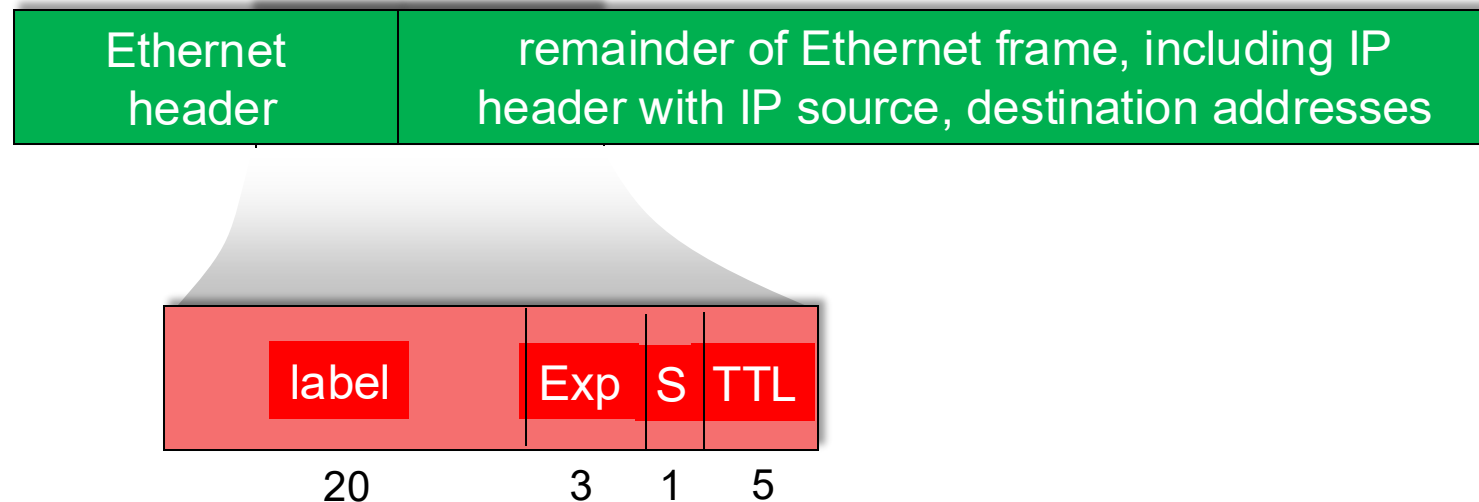 Ethernet
header
remainder of Ethernet frame, including IP
header with IP source, destination addresses
label Exp S TTL
20 3 1 5